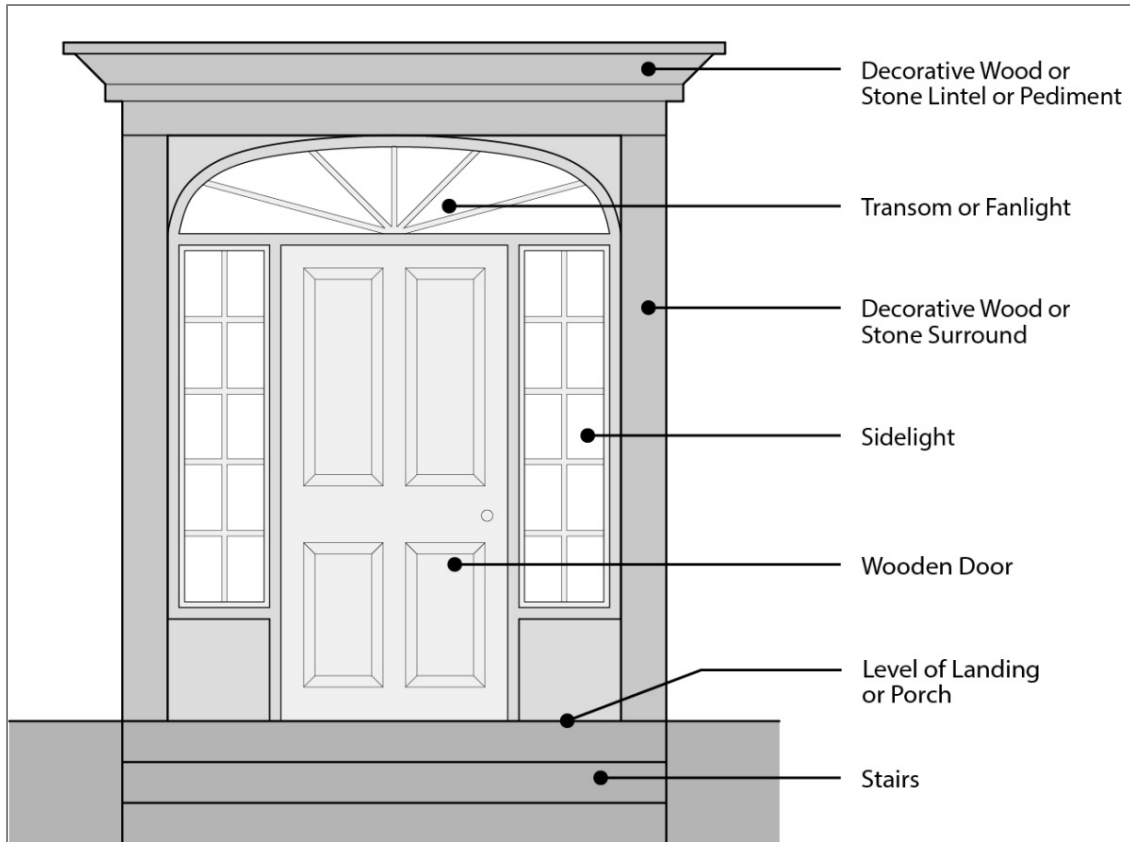 Decorative Wood or
Stone Lintel or Pediment
Transom or Fanlight
Decorative Wood or
Stone Surround
Sidelight
Wooden Door
Level of Landing
or Porch
Stairs